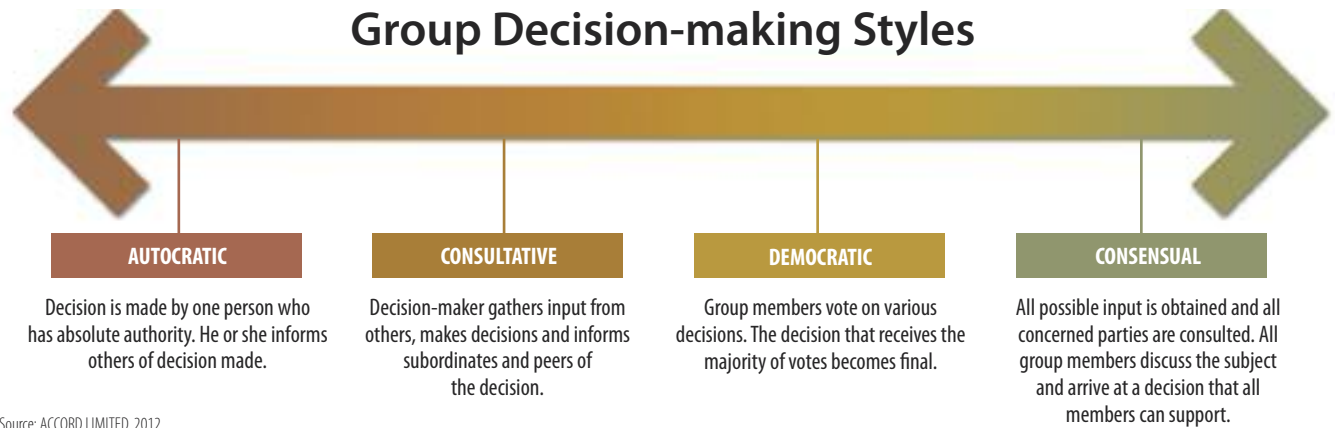 Group Decision-making Styles
AUTOCRATIC
Decision is made by one person who
has absolute authority. He or she informs
others of decision made.
CONSULTATIVE
Decision-maker gathers input from
others, makes decisions and informs
subordinates and peers of
the decision.
DEMOCRATIC
Group members vote on various
decisions. The decision that receives the
majority of votes becomes final.
CONSENSUAL
All possible input is obtained and all
concerned parties are consulted. All
group members discuss the subject
and arrive at a decision that all
members can support.
Source: ACCORD LIMITED, 2012